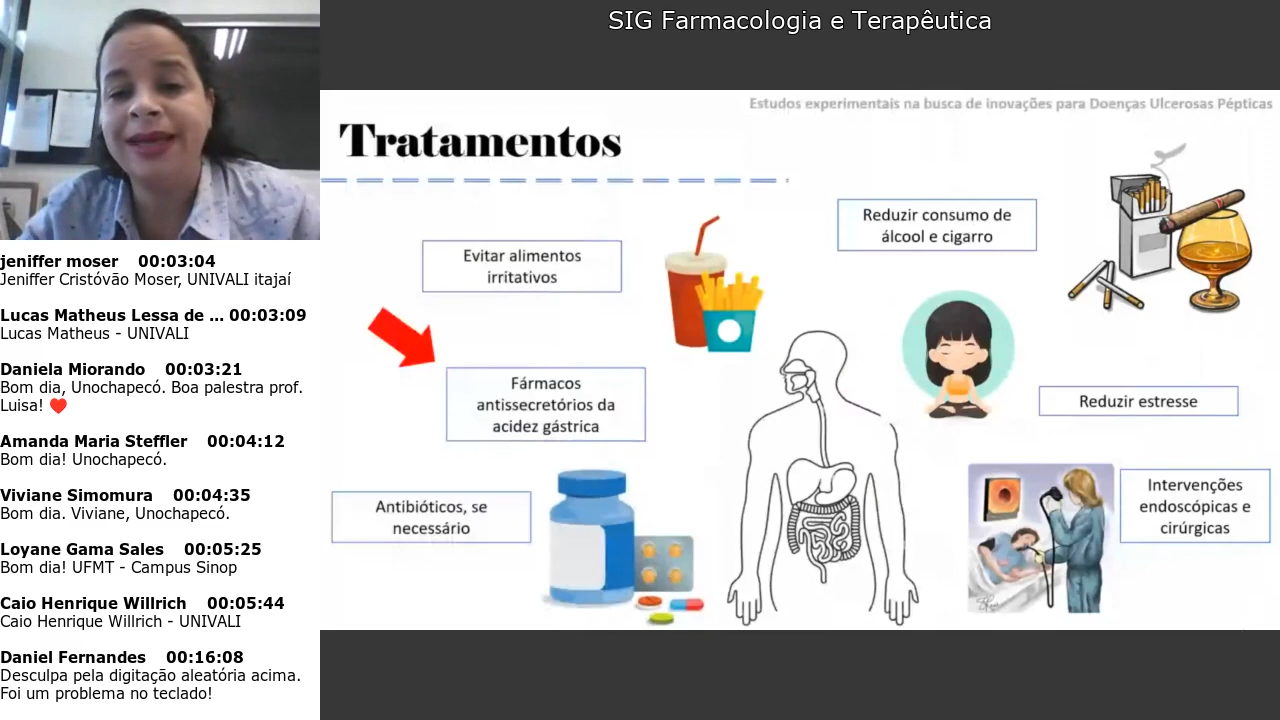 SIG Farmacologia e Terapêutica
Estudos experimentais na busca de inovações para Doenças Ulcerosas Pépticas
Tratamentos
Evitar alimentos
irritativos
Reduzir consumo de
álcool e cigarro
Fármacos
antissecretórios da
acidez gástrica
Reduzir estresse
Antibióticos, se
necessário
Intervenções
endoscópicas e
cirúrgicas
jeniffer moser 00:03:04
Jeniffer Cristóvão Moser, UNIVALI itajaí
Lucas Matheus Lessa de ... 00:03:09
Lucas Matheus - UNIVALI
Daniela Miorando 00:03:21
Bom dia, Unochapecó. Boa palestra prof.
Luisa! ♥
Amanda Maria Steffler 00:04:12
Bom dia! Unochapecó.
Viviane Simomura 00:04:35
Bom dia. Viviane, Unochapecó.
Loyane Gama Sales 00:05:25
Bom dia! UFMT - Campus Sinop
Caio Henrique Willrich 00:05:44
Caio Henrique Willrich - UNIVALI
Daniel Fernandes 00:16:08
Desculpa pela digitação aleatória acima.
Foi um problema no teclado!